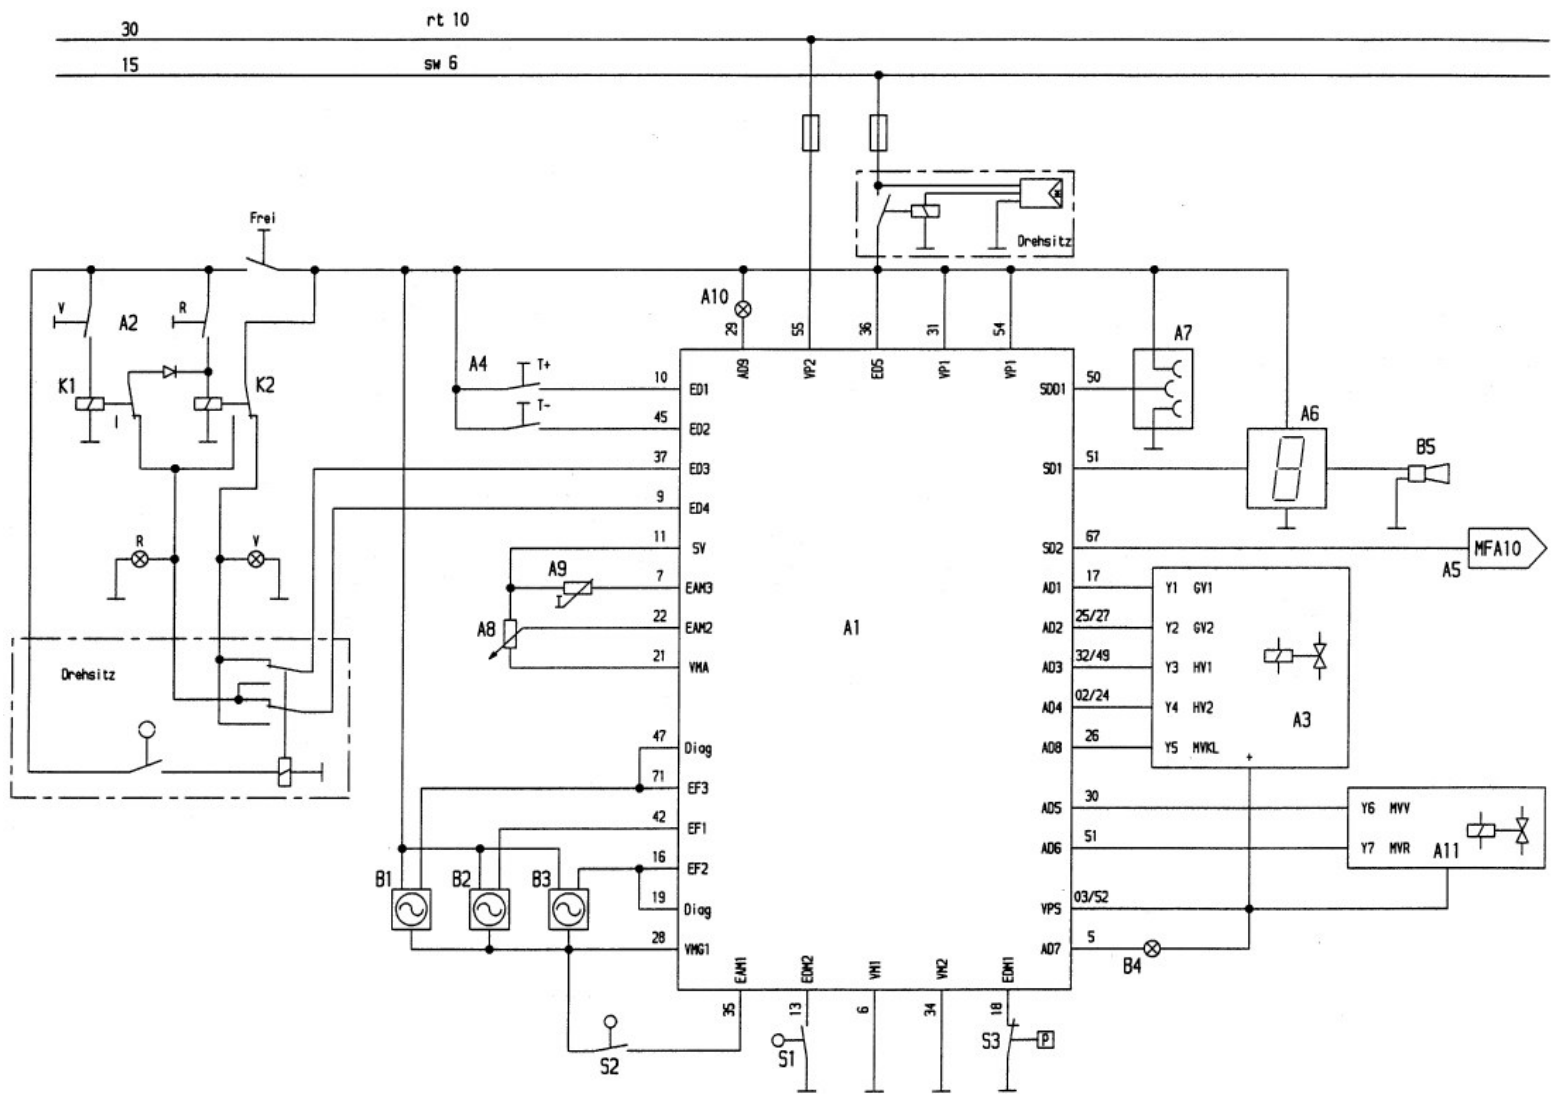 30 rt 10
15 sw 6
Frei
Drehsitz
V A2 R
A10
29 55 36 31 54
A7
K1 K2
I
A4 T+ 10 ED1
AD9 VP2 ED5 VP1 VP1
SDD1 50
T- 45 ED2
A6
37 ED3
SD1 51
B5
9 ED4
R V
11 5V
SD2 67 A5 MFA10
A9 7 EAM3
AD1 17 Y1 GV1
A8 22 EAM2
A1
AD2 25/27 Y2 GV2
21 VMA
AD3 32/49 Y3 HV1
Drehsitz
AD4 02/24 Y4 HV2 A3
47 Diag
AD8 26 Y5 MVKL +
71 EF3
AD5 30 Y6 MVV
42 EF1
AD6 51 Y7 MVR A11
16 EF2
B1 B2 B3
19 Diag
VPS 03/52
28 VMG1
AD7 5 B4
EAM1 EDM2 VM1 VM2 EDM1
35 13 6 34 18
S2 S1 S3 P